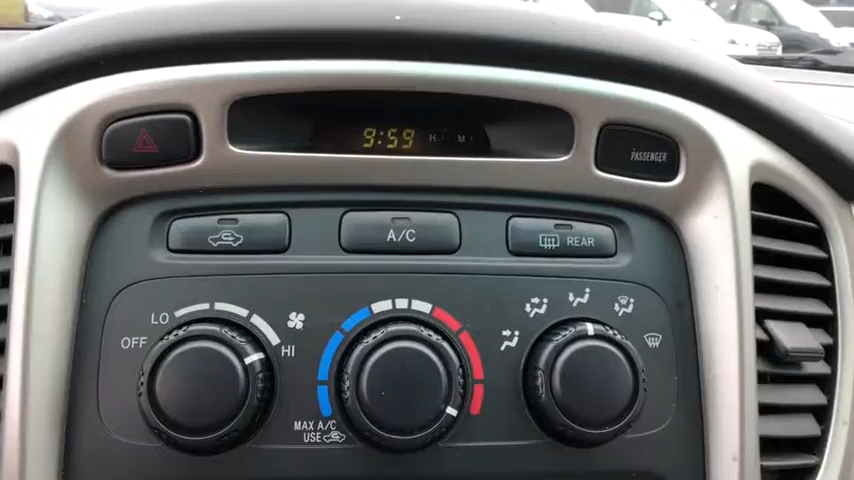 9:59
H M
PASSENGER
A/C
REAR
LO
OFF
HI
MAX A/C
USE